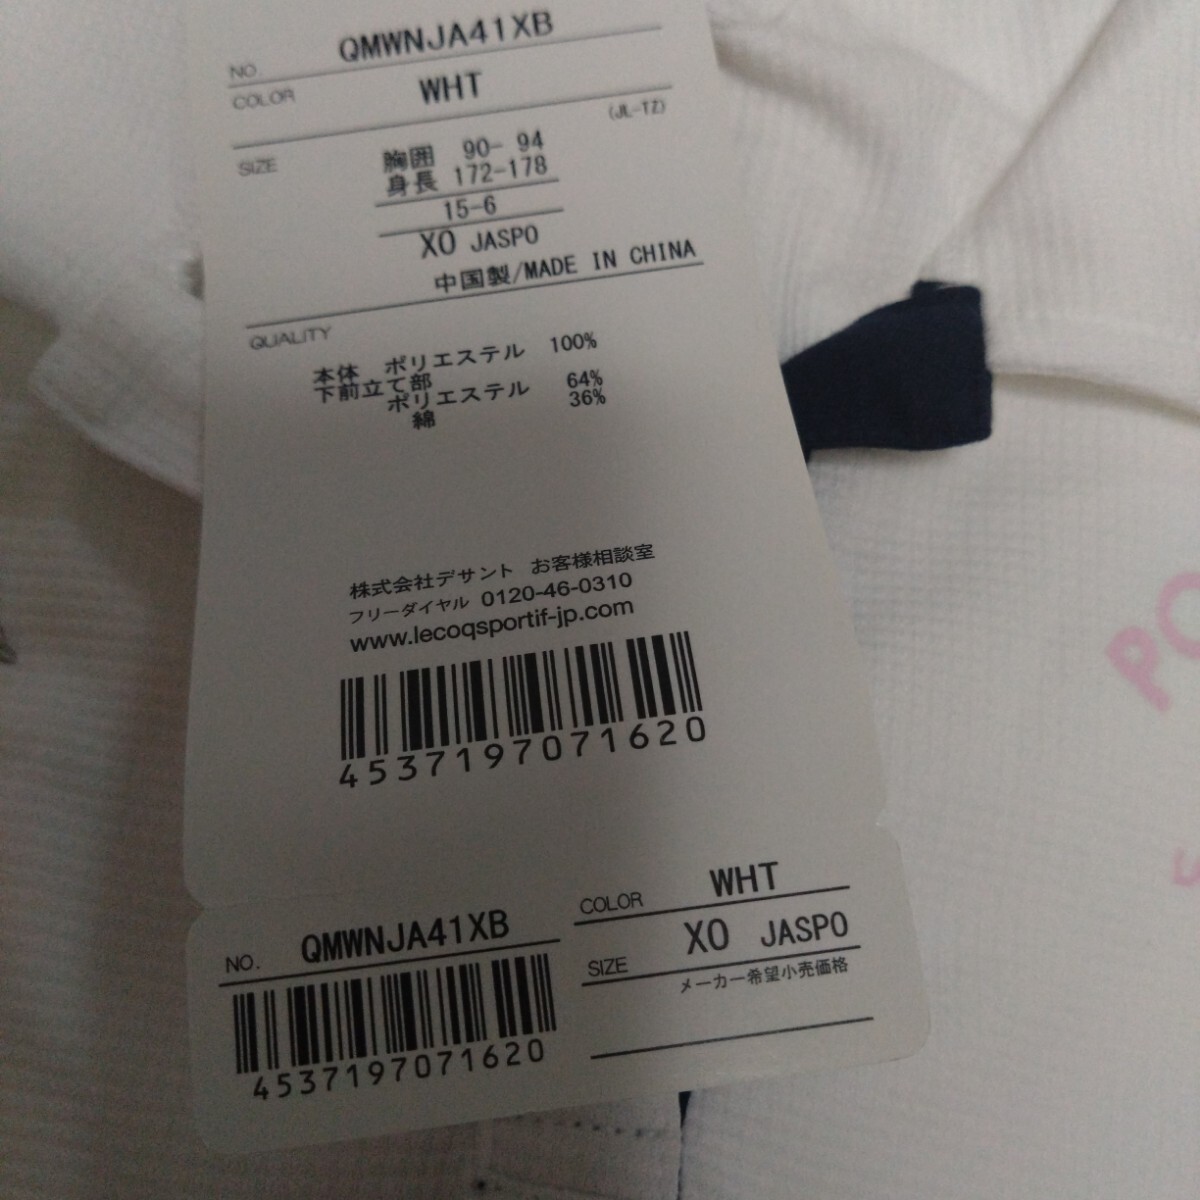 NO. QMWNJA41XB
COLOR WHT
(JL-TZ)
SIZE 胸囲 90- 94
身長 172-178
15-6
XO JASPO
中国製/MADE IN CHINA
QUALITY
本体 ポリエステル 100%
下前立て部
ポリエステル 64%
綿 36%
株式会社デサント お客様相談室
フリーダイヤル 0120-46-0310
www.lecoqsportif-jp.com
4537197071620
NO. QMWNJA41XB
4537197071620
COLOR WHT
SIZE XO JASPO
メーカー希望小売価格